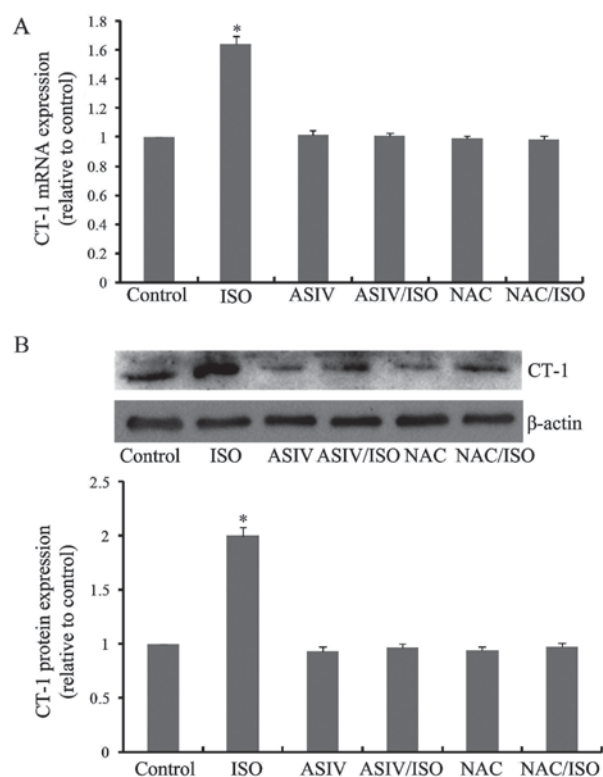 A
CT-1 mRNA expression
(relative to control)
1.8
1.6
1.4
1.2
1
0.8
0.6
0.4
0.2
0
*
Control ISO ASIV ASIV/ISO NAC NAC/ISO
B
CT-1
β-actin
Control ISO ASIV ASIV/ISO NAC NAC/ISO
CT-1 protein expression
(relative to control)
2.5
2
1.5
1
0.5
0
*
Control ISO ASIV ASIV/ISO NAC NAC/ISO